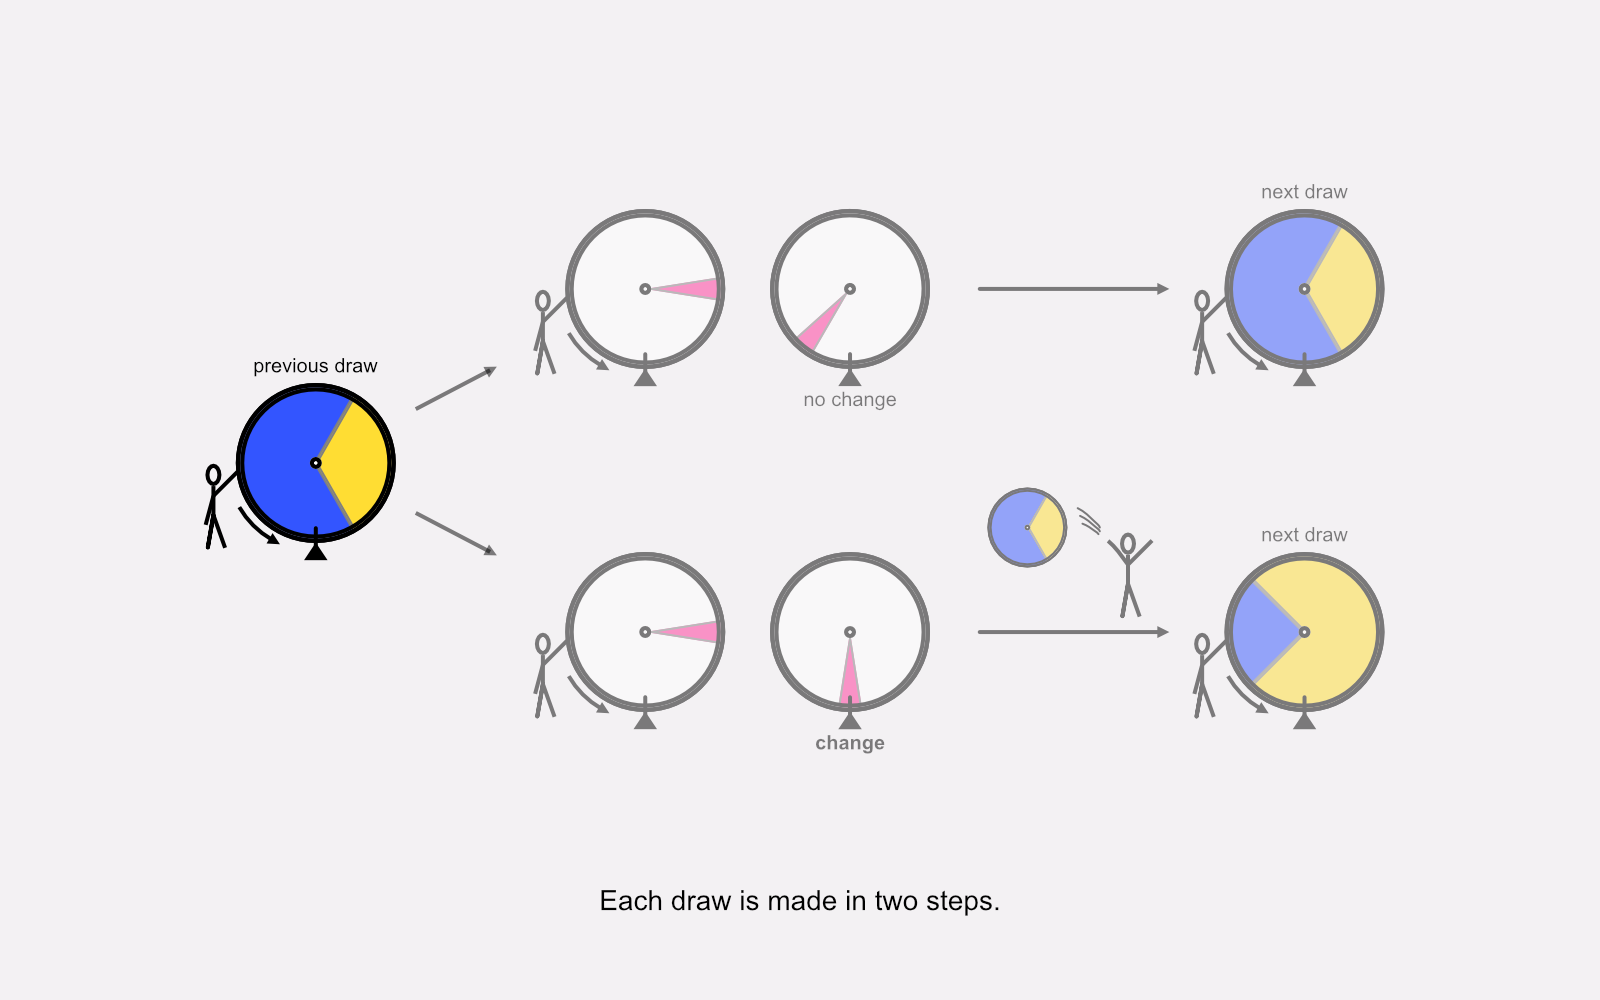 next draw
previous draw
no change
next draw
change
Each draw is made in two steps.